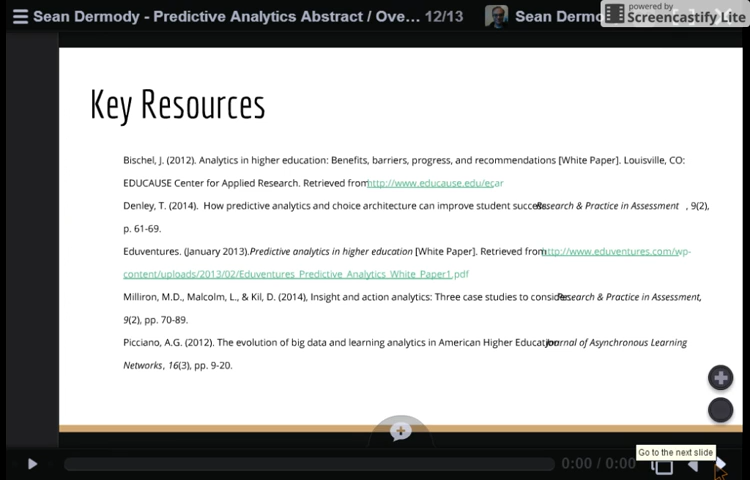 Sean Dermody - Predictive Analytics Abstract / Ove... 12/13
Sean Dermo
powered by
Screencastify Lite
Key Resources
Bischel, J. (2012). Analytics in higher education: Benefits, barriers, progress, and recommendations [White Paper]. Louisville, CO:
EDUCAUSE Center for Applied Research. Retrieved from http://www.educause.edu/ecar
Denley, T. (2014). How predictive analytics and choice architecture can improve student success. Research & Practice in Assessment , 9(2),
p. 61-69.
Eduventures. (January 2013). Predictive analytics in higher education [White Paper]. Retrieved from http://www.eduventures.com/wp-
content/uploads/2013/02/Eduventures_Predictive_Analytics_White_Paper1.pdf
Milliron, M.D., Malcolm, L., & Kil, D. (2014), Insight and action analytics: Three case studies to consider. Research & Practice in Assessment,
9(2), pp. 70-89.
Picciano, A.G. (2012). The evolution of big data and learning analytics in American Higher Education. Journal of Asynchronous Learning
Networks, 16(3), pp. 9-20.
Go to the next slide
0:00 / 0:00